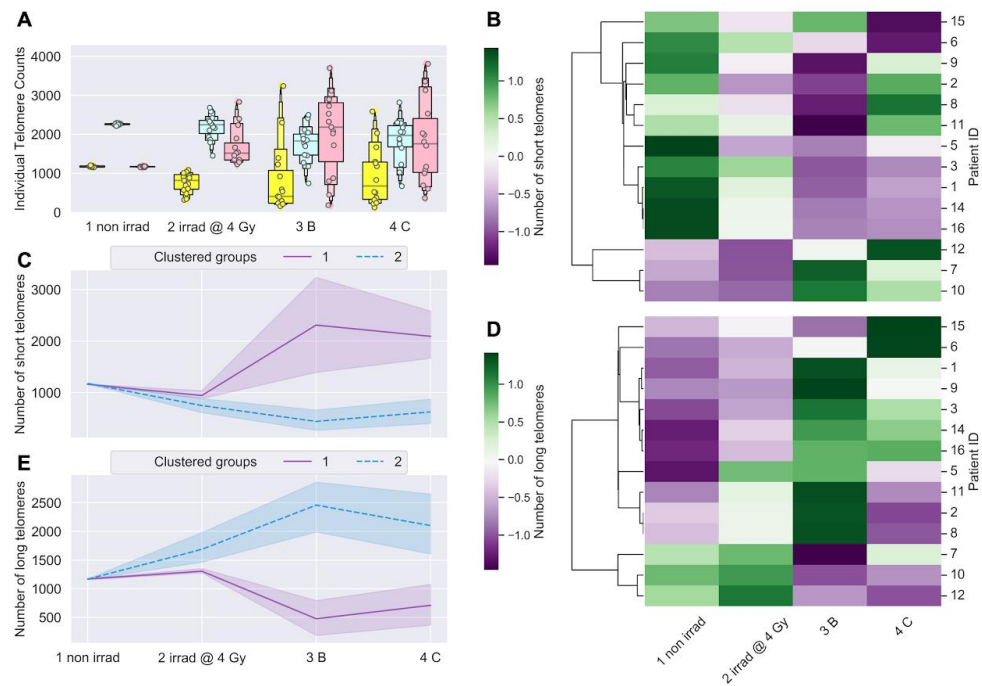 A
Individual Telomere Counts
4000
3000
2000
1000
0
1 non irrad
2 irrad @ 4 Gy
3 B
4 C
B
1.0
0.5
0.0
−0.5
−1.0
Number of short telomeres
15
6
9
2
8
11
5
3
1
14
16
12
7
10
Patient ID
C
Clustered groups 1 2
Number of short telomeres
3000
2000
1000
D
1.0
0.5
0.0
−0.5
−1.0
Number of long telomeres
15
6
1
9
3
14
16
5
11
2
8
7
10
12
Patient ID
1 non irrad
2 irrad @ 4 Gy
3 B
4 C
E
Clustered groups 1 2
Number of long telomeres
2500
2000
1500
1000
500
1 non irrad
2 irrad @ 4 Gy
3 B
4 C